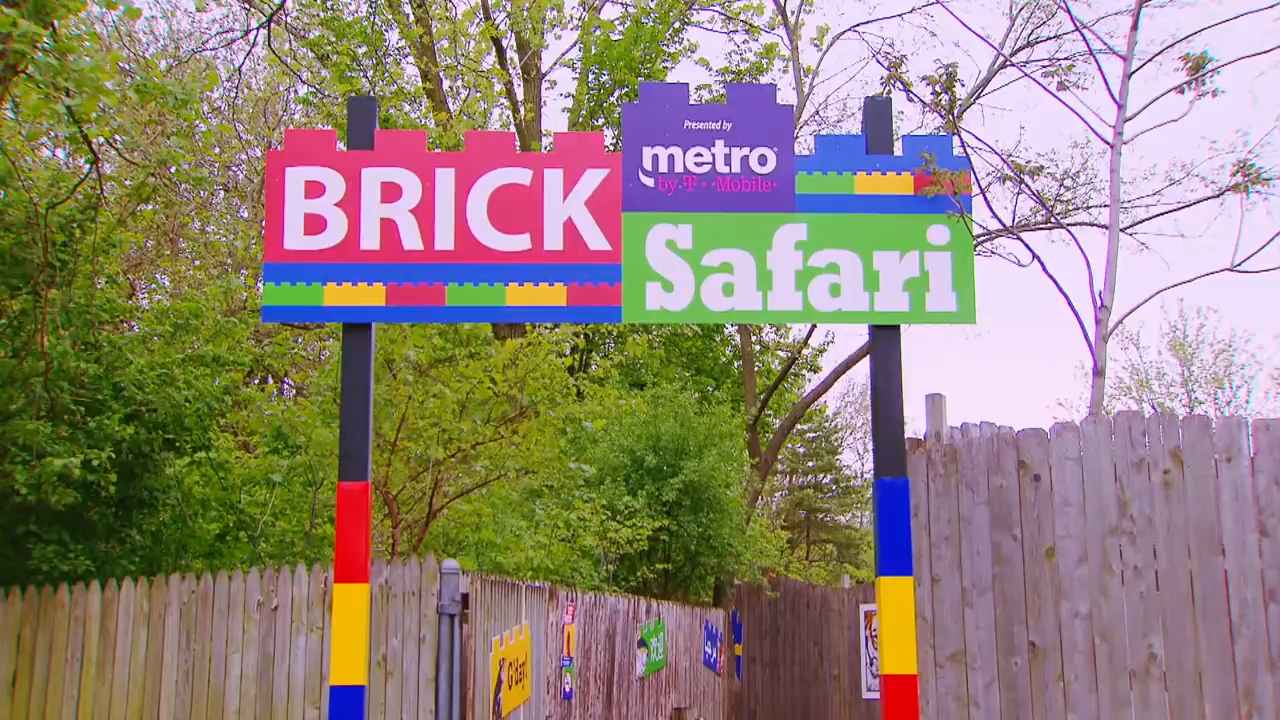 BRICK
Presented by
metro
by T-Mobile
Safari
G'day!